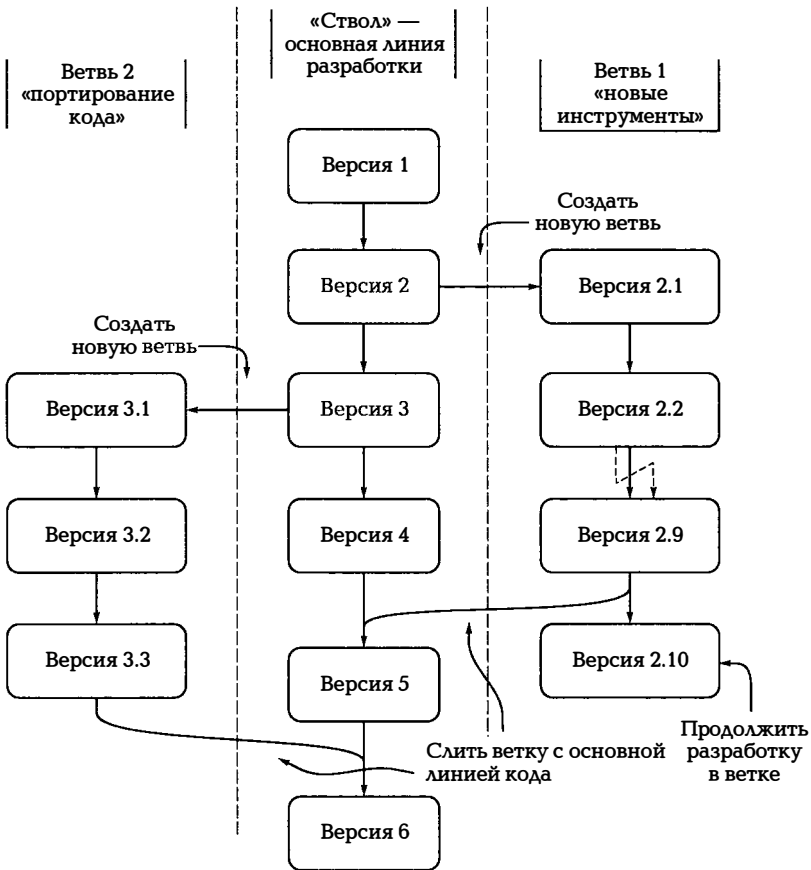 «Ствол» —
основная линия
разработки
Ветвь 2
«портирование
кода»
Ветвь 1
«новые
инструменты»
Версия 1
Создать
новую ветвь
Версия 2
Версия 2.1
Создать
новую ветвь
Версия 3.1
Версия 3
Версия 2.2
Версия 3.2
Версия 4
Версия 2.9
Версия 3.3
Версия 5
Версия 2.10
Слить ветку с основной
линией кода
Продолжить
разработку
в ветке
Версия 6